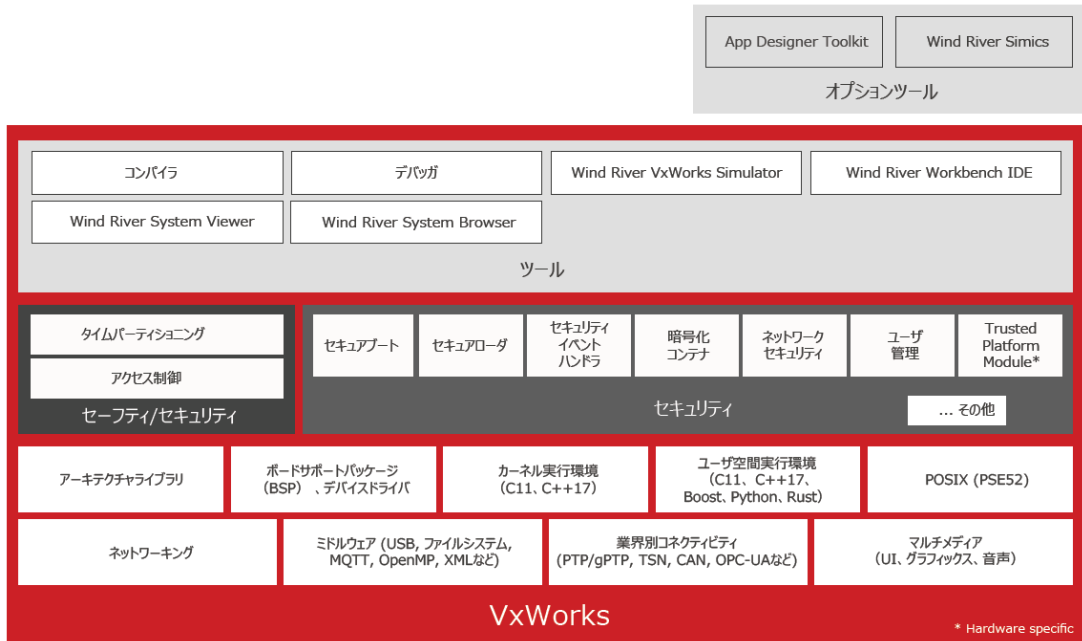 App Designer Toolkit
Wind River Simics
オプションツール
コンパイラ
デバッガ
Wind River VxWorks Simulator
Wind River Workbench IDE
Wind River System Viewer
Wind River System Browser
ツール
タイムパーティショニング
アクセス制御
セーフティ/セキュリティ
セキュアブート
セキュアローダ
セキュリティ
イベント
ハンドラ
暗号化
コンテナ
ネットワーク
セキュリティ
ユーザ
管理
Trusted
Platform
Module*
セキュリティ
... その他
アーキテクチャライブラリ
ボードサポートパッケージ
（BSP）、デバイスドライバ
カーネル実行環境
（C11、C++17）
ユーザ空間実行環境
（C11、C++17、
Boost、Python、Rust）
POSIX (PSE52)
ネットワーキング
ミドルウェア (USB, ファイルシステム,
MQTT, OpenMP, XMLなど)
業界別コネクティビティ
(PTP/gPTP, TSN, CAN, OPC-UAなど)
マルチメディア
（UI、グラフィックス、音声）
VxWorks
* Hardware specific